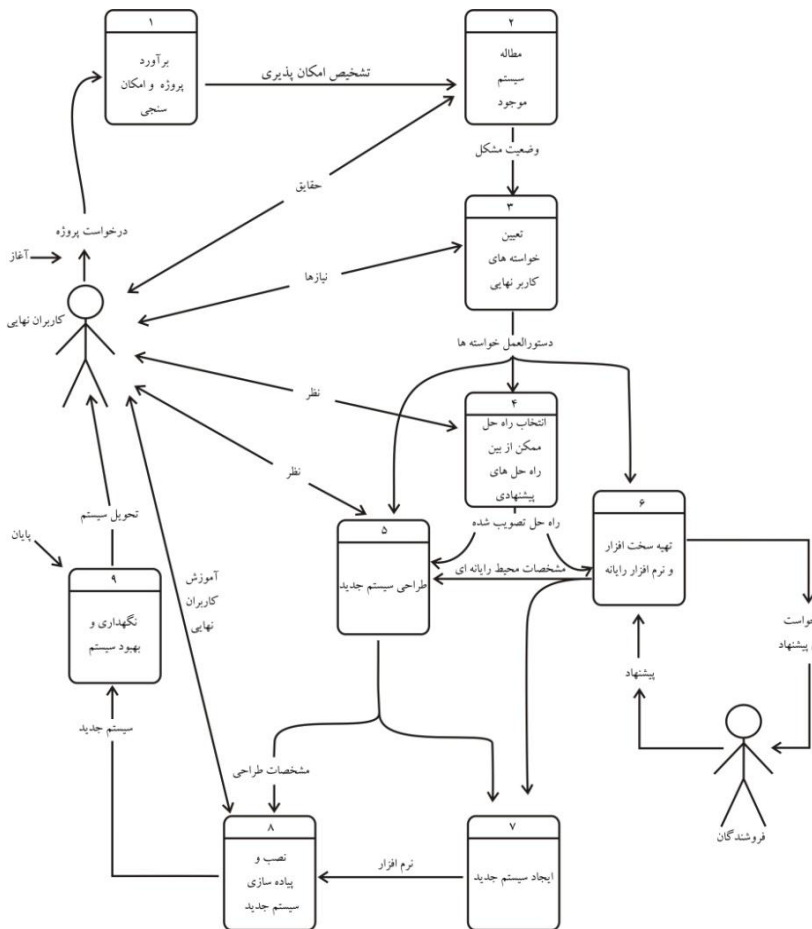 ۱
برآورد
پروژه و امکان
سنجی
تشخیص امکان پذیری
۲
مطاله
سیستم
موجود
وضعیت مشکل
حقایق
۳
تعیین
خواسته های
کاربر نهایی
درخواست پروژه
آغاز
نیازها
کاربران نهایی
دستورالعمل خواسته ها
نظر
۴
انتخاب راه حل
ممکن از بین
راه حل های
پیشنهادی
نظر
راه حل تصویب شده
۵
طراحی سیستم جدید
مشخصات محیط رایانه ای
۶
تهیه سخت افزار
و نرم افزار رایانه
تحویل سیستم
پایان
۹
نگهداری و
بهبود سیستم
آموزش
کاربران
نهایی
خواست
پیشنهاد
پیشنهاد
سیستم جدید
مشخصات طراحی
فروشندگان
۸
نصب و
پیاده سازی
سیستم جدید
نرم افزار
۷
ایجاد سیستم جدید